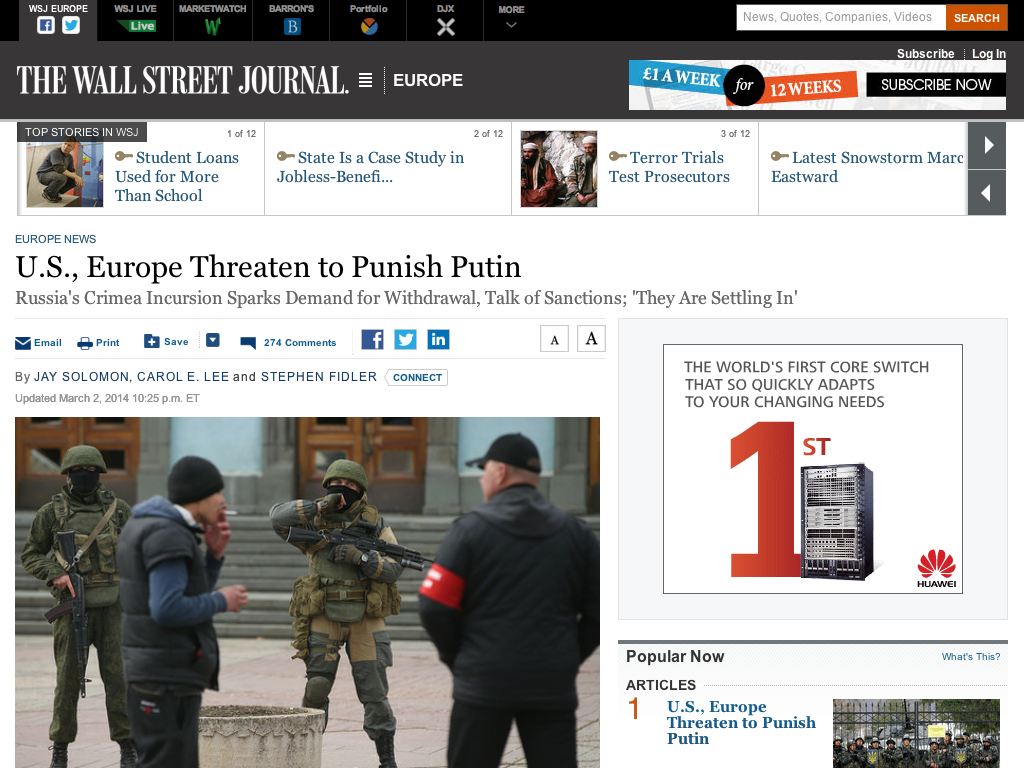 WSJ EUROPE
WSJ LIVE
Live
MARKETWATCH
W
BARRON'S
B
Portfolio
DJX
MORE
News, Quotes, Companies, Videos
SEARCH
Subscribe
Log In
THE WALL STREET JOURNAL.
EUROPE
£1 A WEEK
for
12 WEEKS
SUBSCRIBE NOW
TOP STORIES IN WSJ
1 of 12
Student Loans
Used for More
Than School
2 of 12
State Is a Case Study in
Jobless-Benefi...
3 of 12
Terror Trials
Test Prosecutors
Latest Snowstorm Marc
Eastward
EUROPE NEWS
U.S., Europe Threaten to Punish Putin
Russia's Crimea Incursion Sparks Demand for Withdrawal, Talk of Sanctions; 'They Are Settling In'
Email
Print
Save
274 Comments
f
in
A
A
By JAY SOLOMON, CAROL E. LEE and STEPHEN FIDLER
CONNECT
Updated March 2, 2014 10:25 p.m. ET
THE WORLD'S FIRST CORE SWITCH
THAT SO QUICKLY ADAPTS
TO YOUR CHANGING NEEDS
1ST
HUAWEI
Popular Now
What's This?
ARTICLES
1
U.S., Europe
Threaten to Punish
Putin